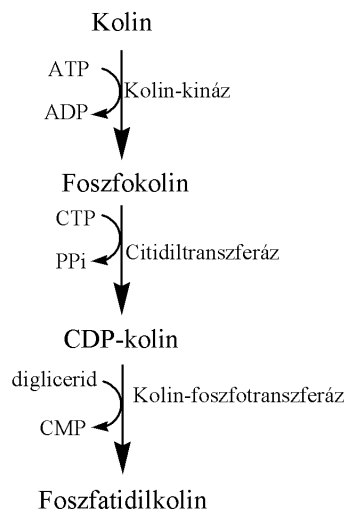 Kolin
ATP
Kolin-kináz
ADP
Foszfokolin
CTP
Citidiltranszferáz
PPi
CDP-kolin
diglicerid
Kolin-foszfotranszferáz
CMP
Foszfatidilkolin